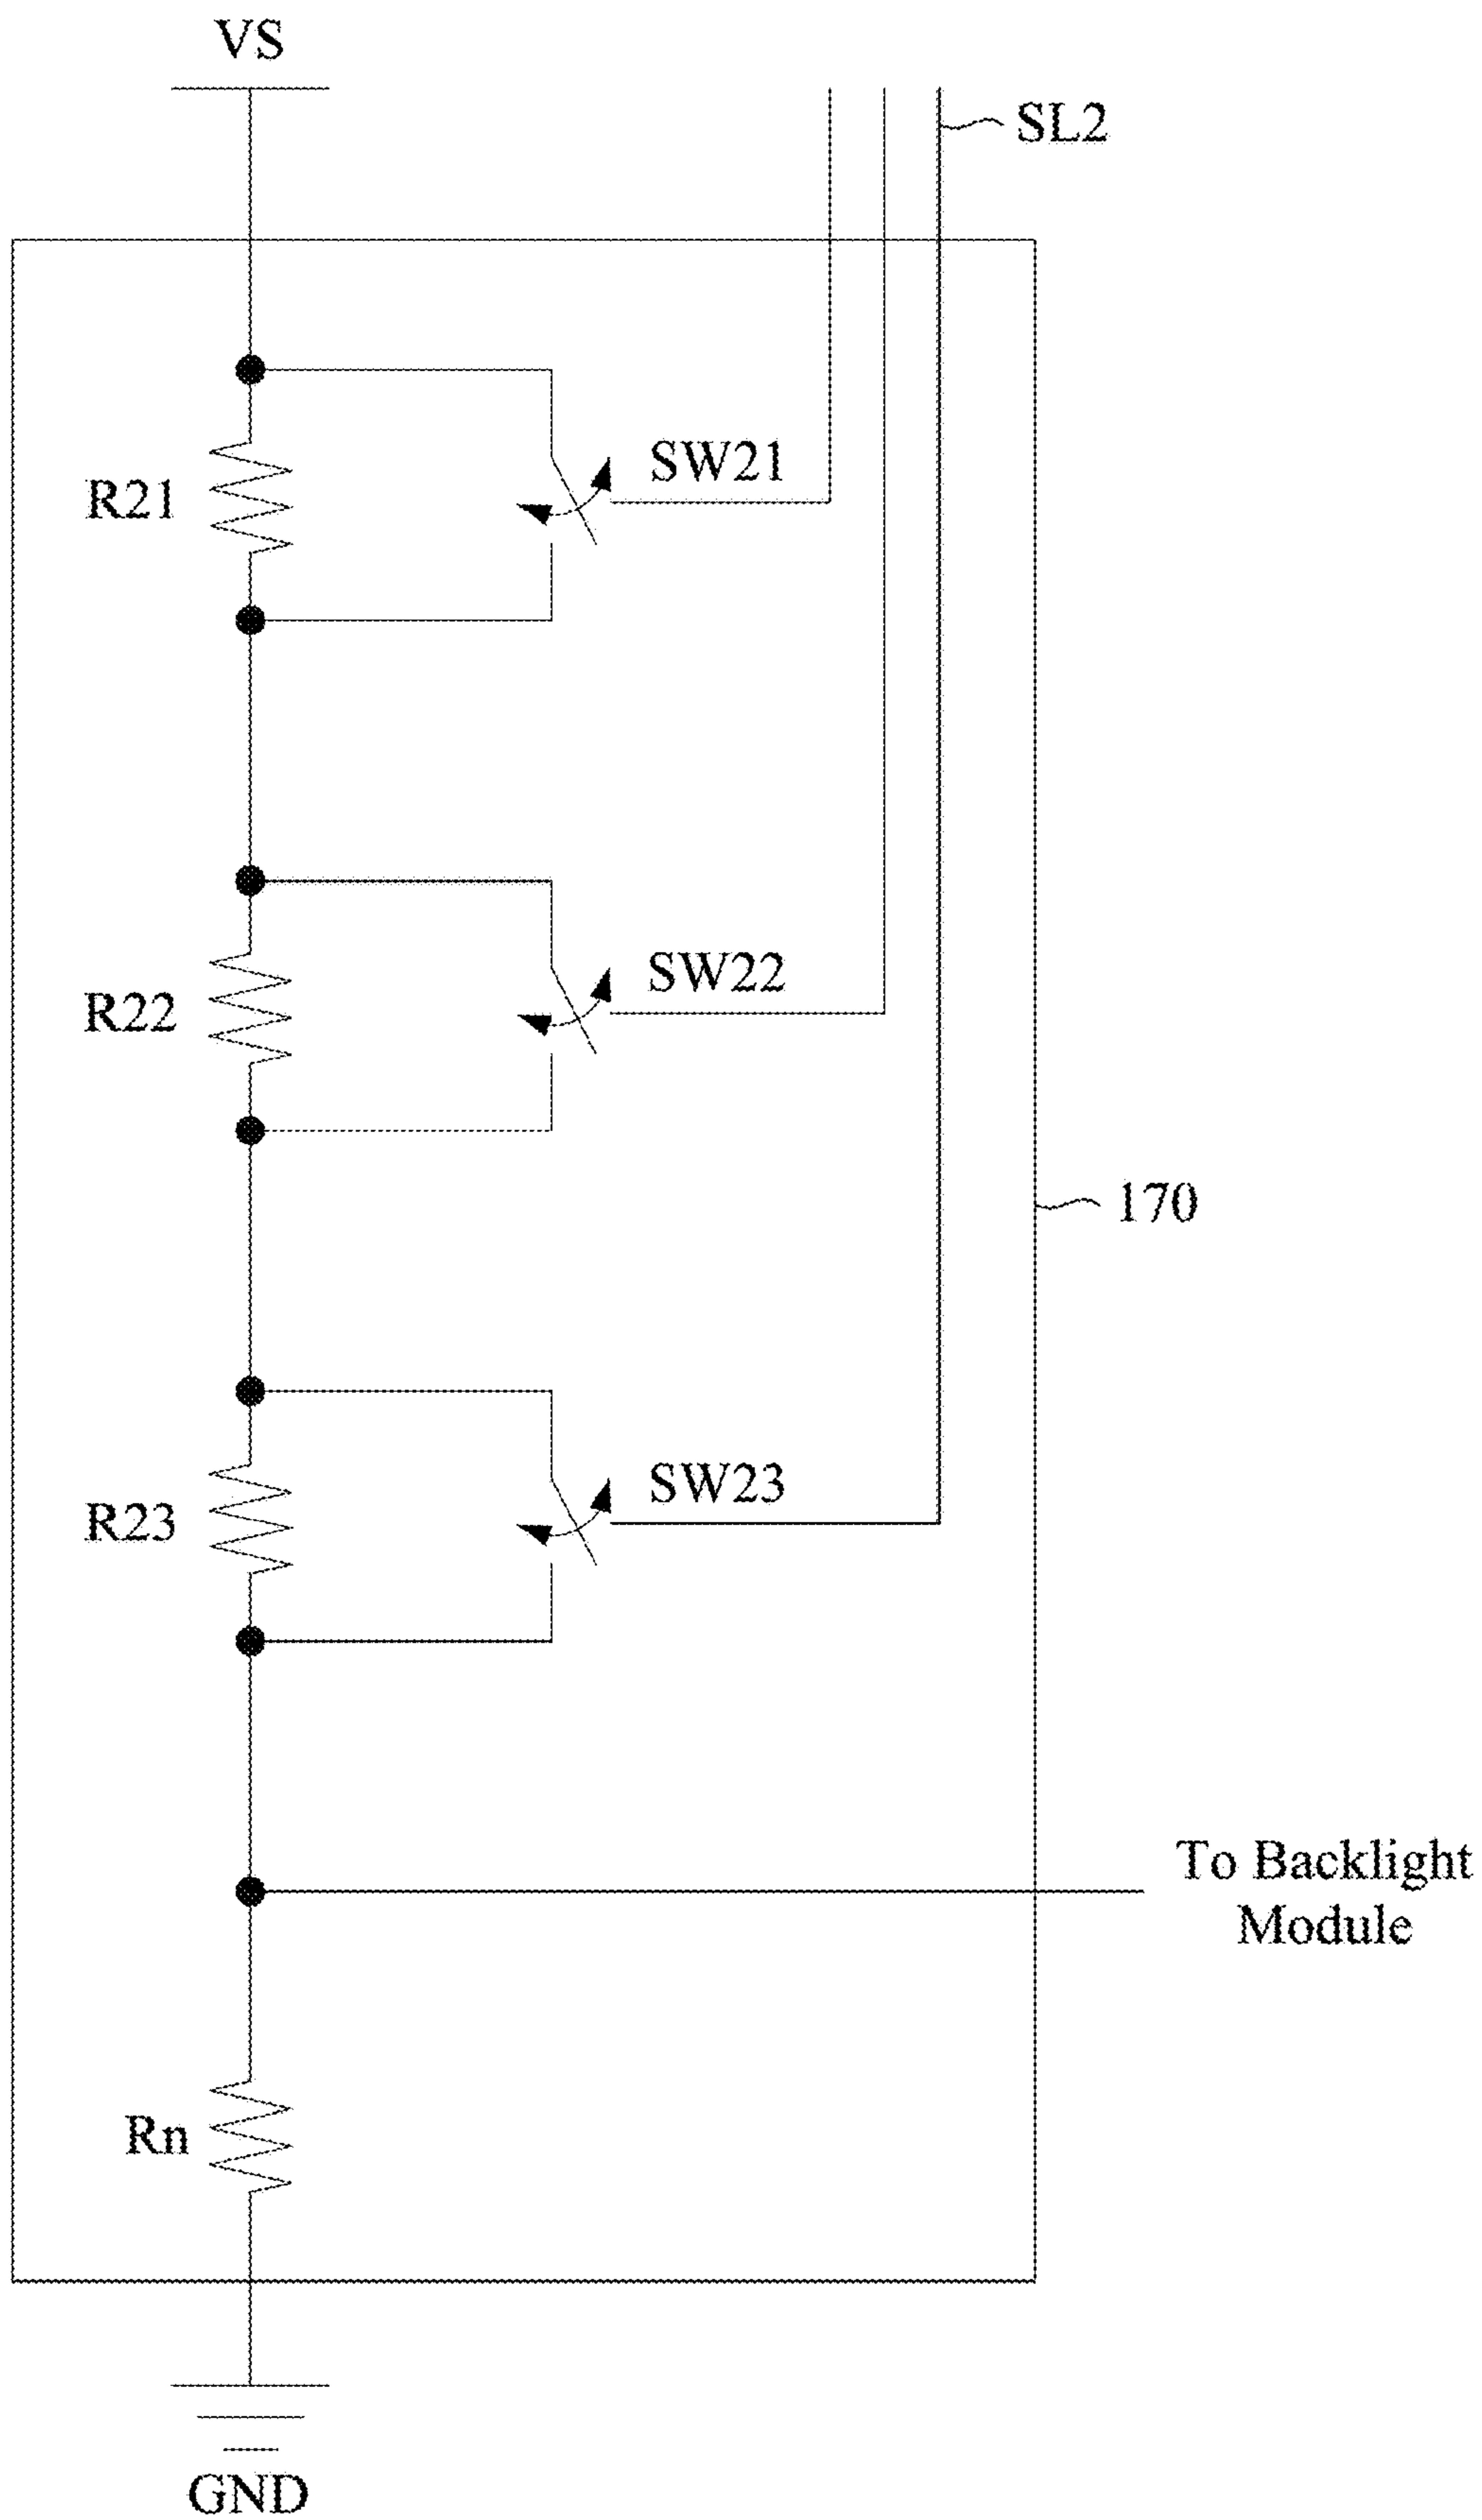 VS
SL2
SW21
R21
SW22
R22
170
SW23
R23
To Backlight
Module
Rn
GND